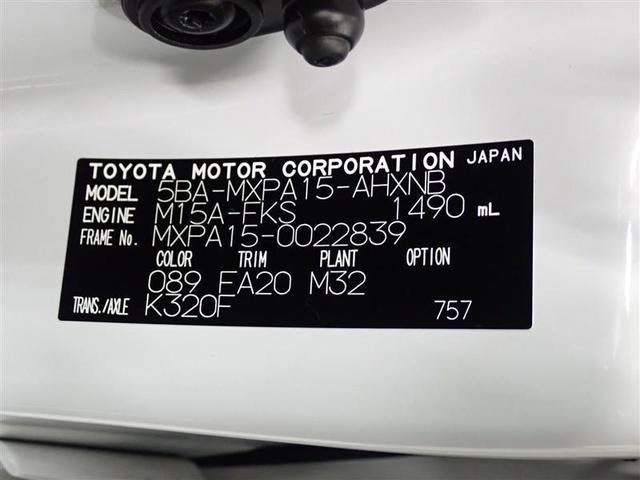 TOYOTA MOTOR CORPORATION JAPAN
MODEL 5BA-MXPA15-AHXNB
ENGINE M15A-FKS 1490 mL
FRAME No. MXPA15-0022839
COLOR TRIM PLANT OPTION
089 FA20 M32
TRANS./AXLE K320F 757